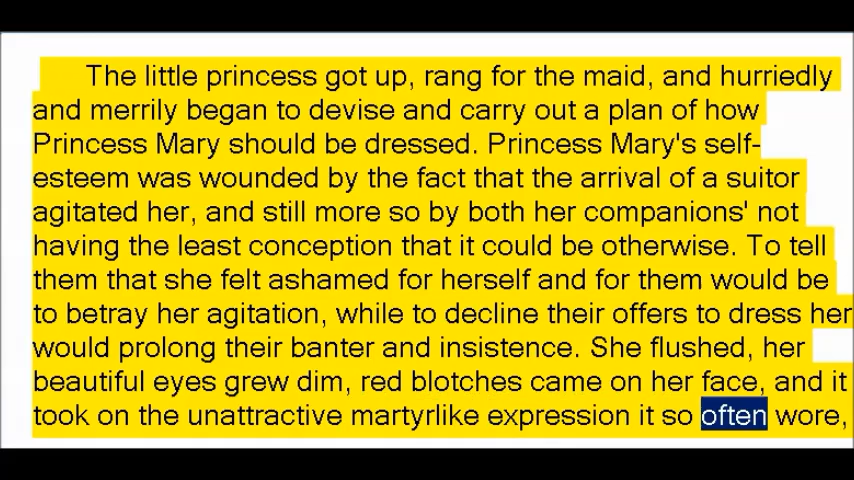 The little princess got up, rang for the maid, and hurriedly
and merrily began to devise and carry out a plan of how
Princess Mary should be dressed. Princess Mary's self-
esteem was wounded by the fact that the arrival of a suitor
agitated her, and still more so by both her companions' not
having the least conception that it could be otherwise. To tell
them that she felt ashamed for herself and for them would be
to betray her agitation, while to decline their offers to dress her
would prolong their banter and insistence. She flushed, her
beautiful eyes grew dim, red blotches came on her face, and it
took on the unattractive martyrlike expression it so often wore,